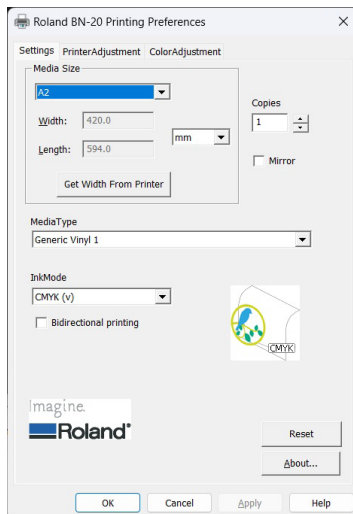 Roland BN-20 Printing Preferences
Settings PrinterAdjustment ColorAdjustment
Media Size
A2
Width: 420.0
Length: 594.0
mm
Get Width From Printer
Copies
1
Mirror
MediaType
Generic Vinyl 1
InkMode
CMYK (v)
Bidirectional printing
CMYK
Imagine.
Roland
Reset
About...
OK Cancel Apply Help